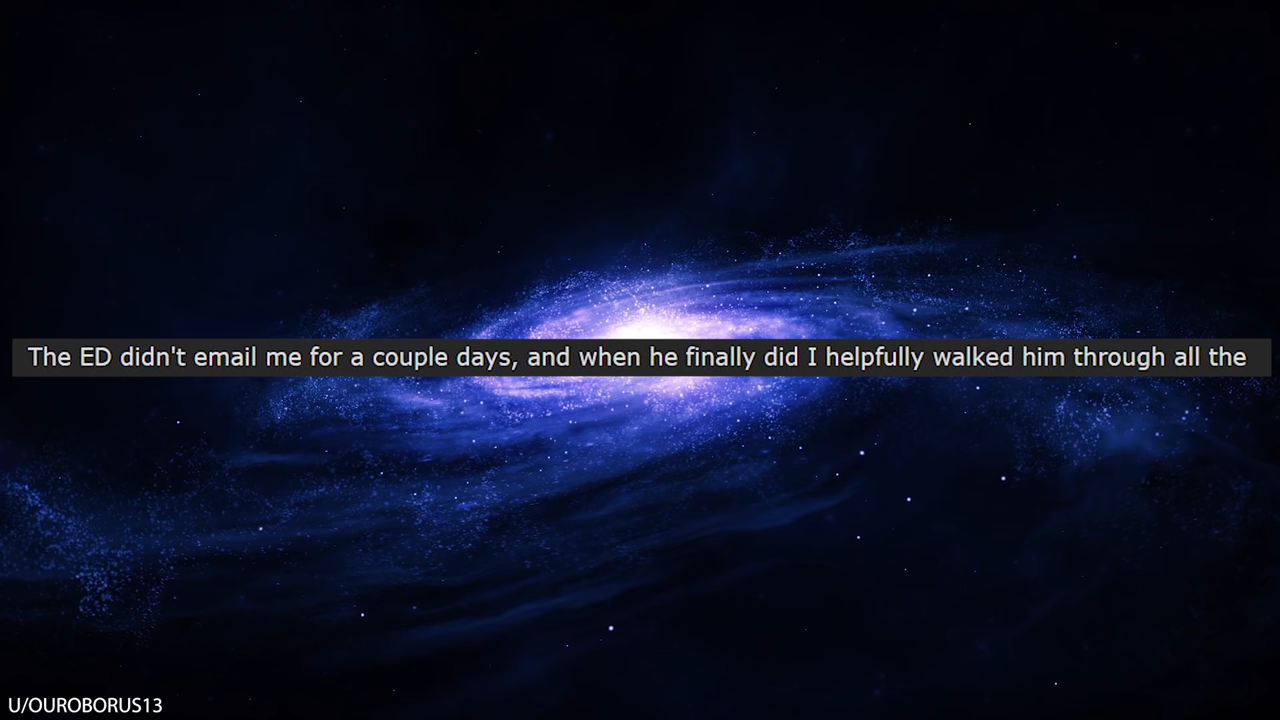 The ED didn't email me for a couple days, and when he finally did I helpfully walked him through all the
U/OUROBORUS13